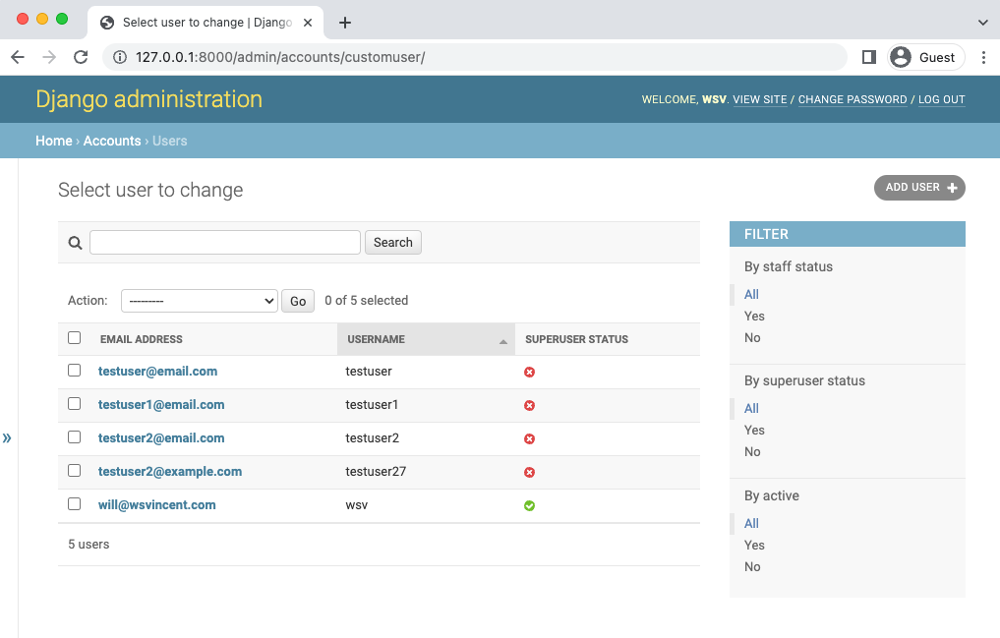 Select user to change | Django
127.0.0.1:8000/admin/accounts/customuser/
Guest
Django administration
WELCOME, WSV. VIEW SITE / CHANGE PASSWORD / LOG OUT
Home › Accounts › Users
Select user to change
ADD USER +
Search
Action: --------- Go 0 of 5 selected
EMAIL ADDRESS USERNAME SUPERUSER STATUS
testuser@email.com testuser
testuser1@email.com testuser1
testuser2@email.com testuser2
testuser2@example.com testuser27
will@wsvincent.com wsv
5 users
FILTER
By staff status
All
Yes
No
By superuser status
All
Yes
No
By active
All
Yes
No
»